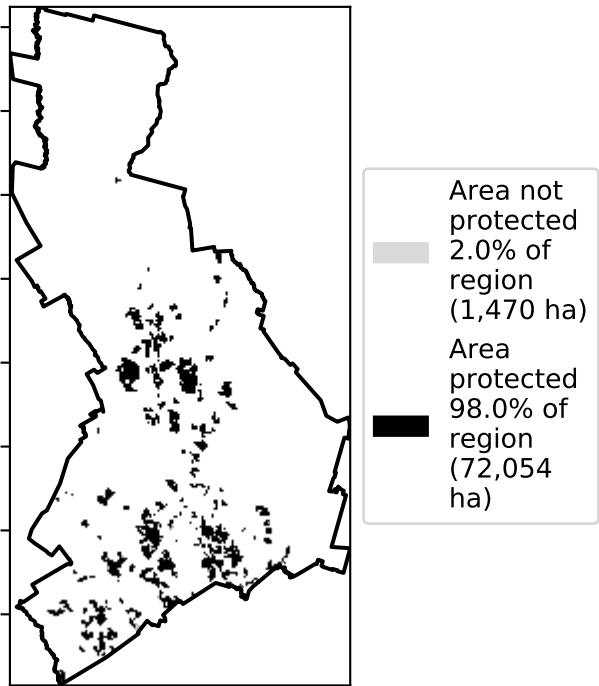 Area not
protected
2.0% of
region
(1,470 ha)
Area
protected
98.0% of
region
(72,054
ha)